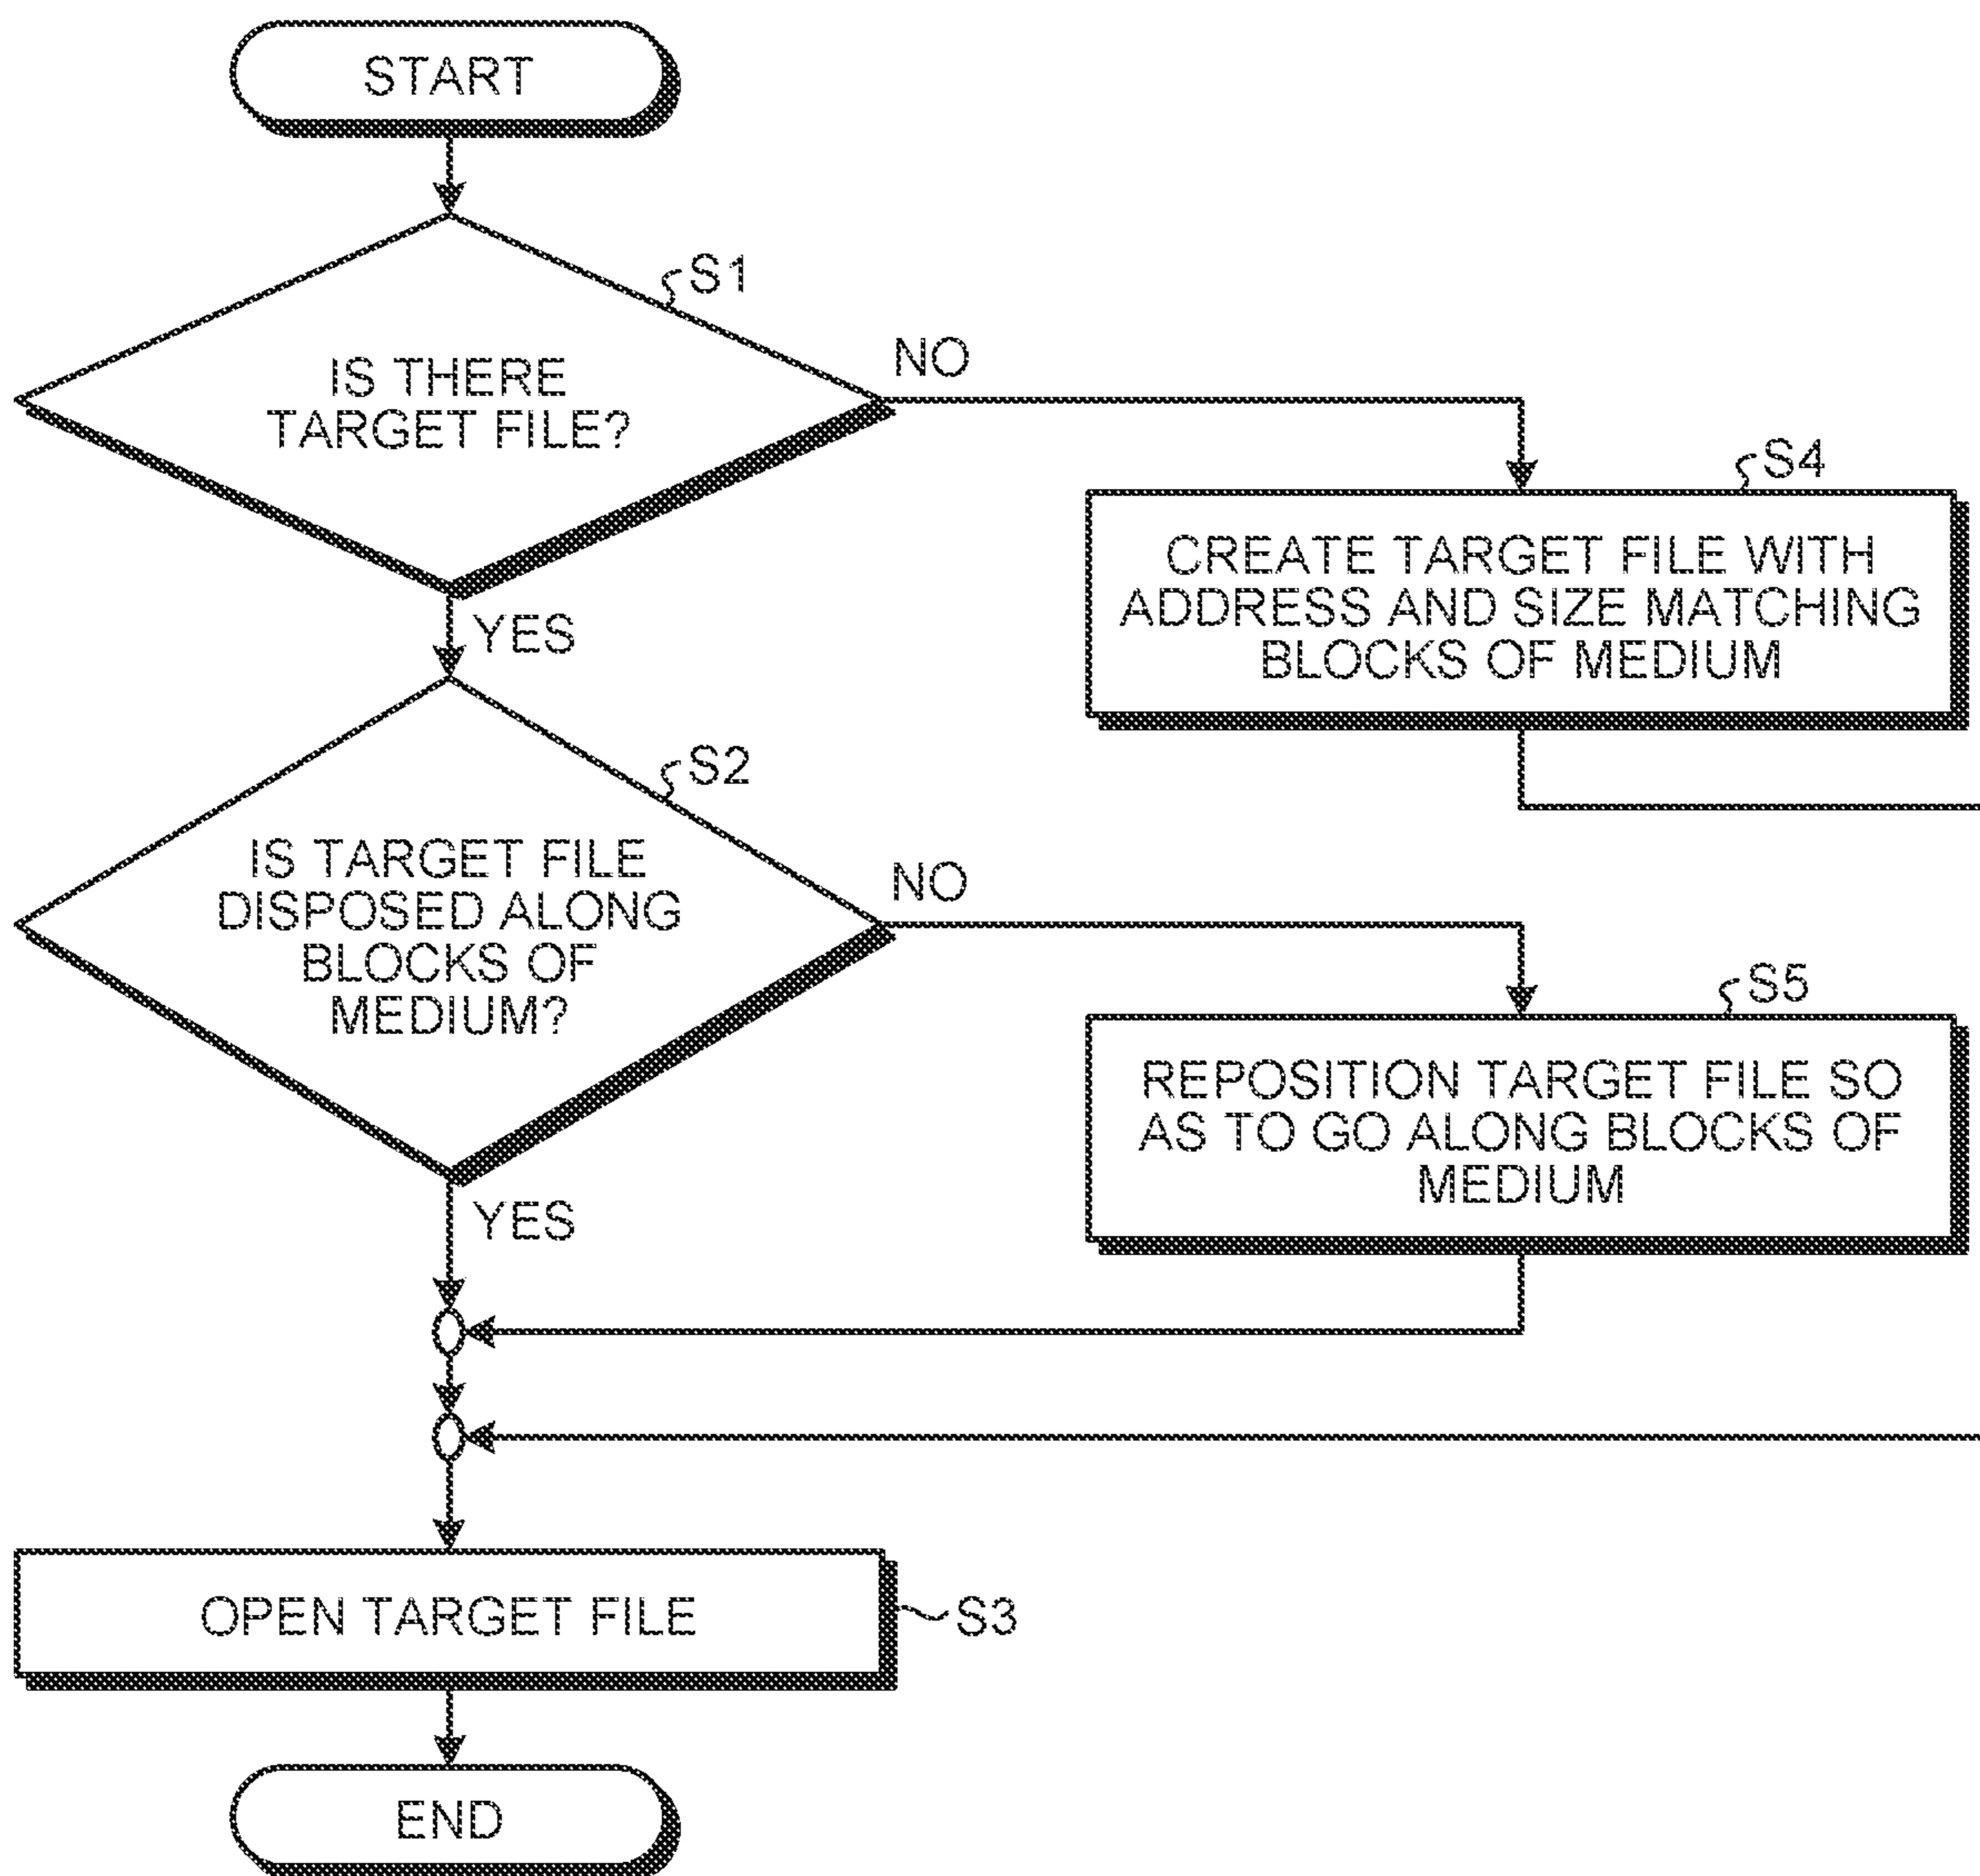 START
S1
IS THERE
TARGET FILE?
NO
YES
S4
CREATE TARGET FILE WITH
ADDRESS AND SIZE MATCHING
BLOCKS OF MEDIUM
S2
IS TARGET FILE
DISPOSED ALONG
BLOCKS OF
MEDIUM?
NO
YES
S5
REPOSITION TARGET FILE SO
AS TO GO ALONG BLOCKS OF
MEDIUM
OPEN TARGET FILE
S3
END